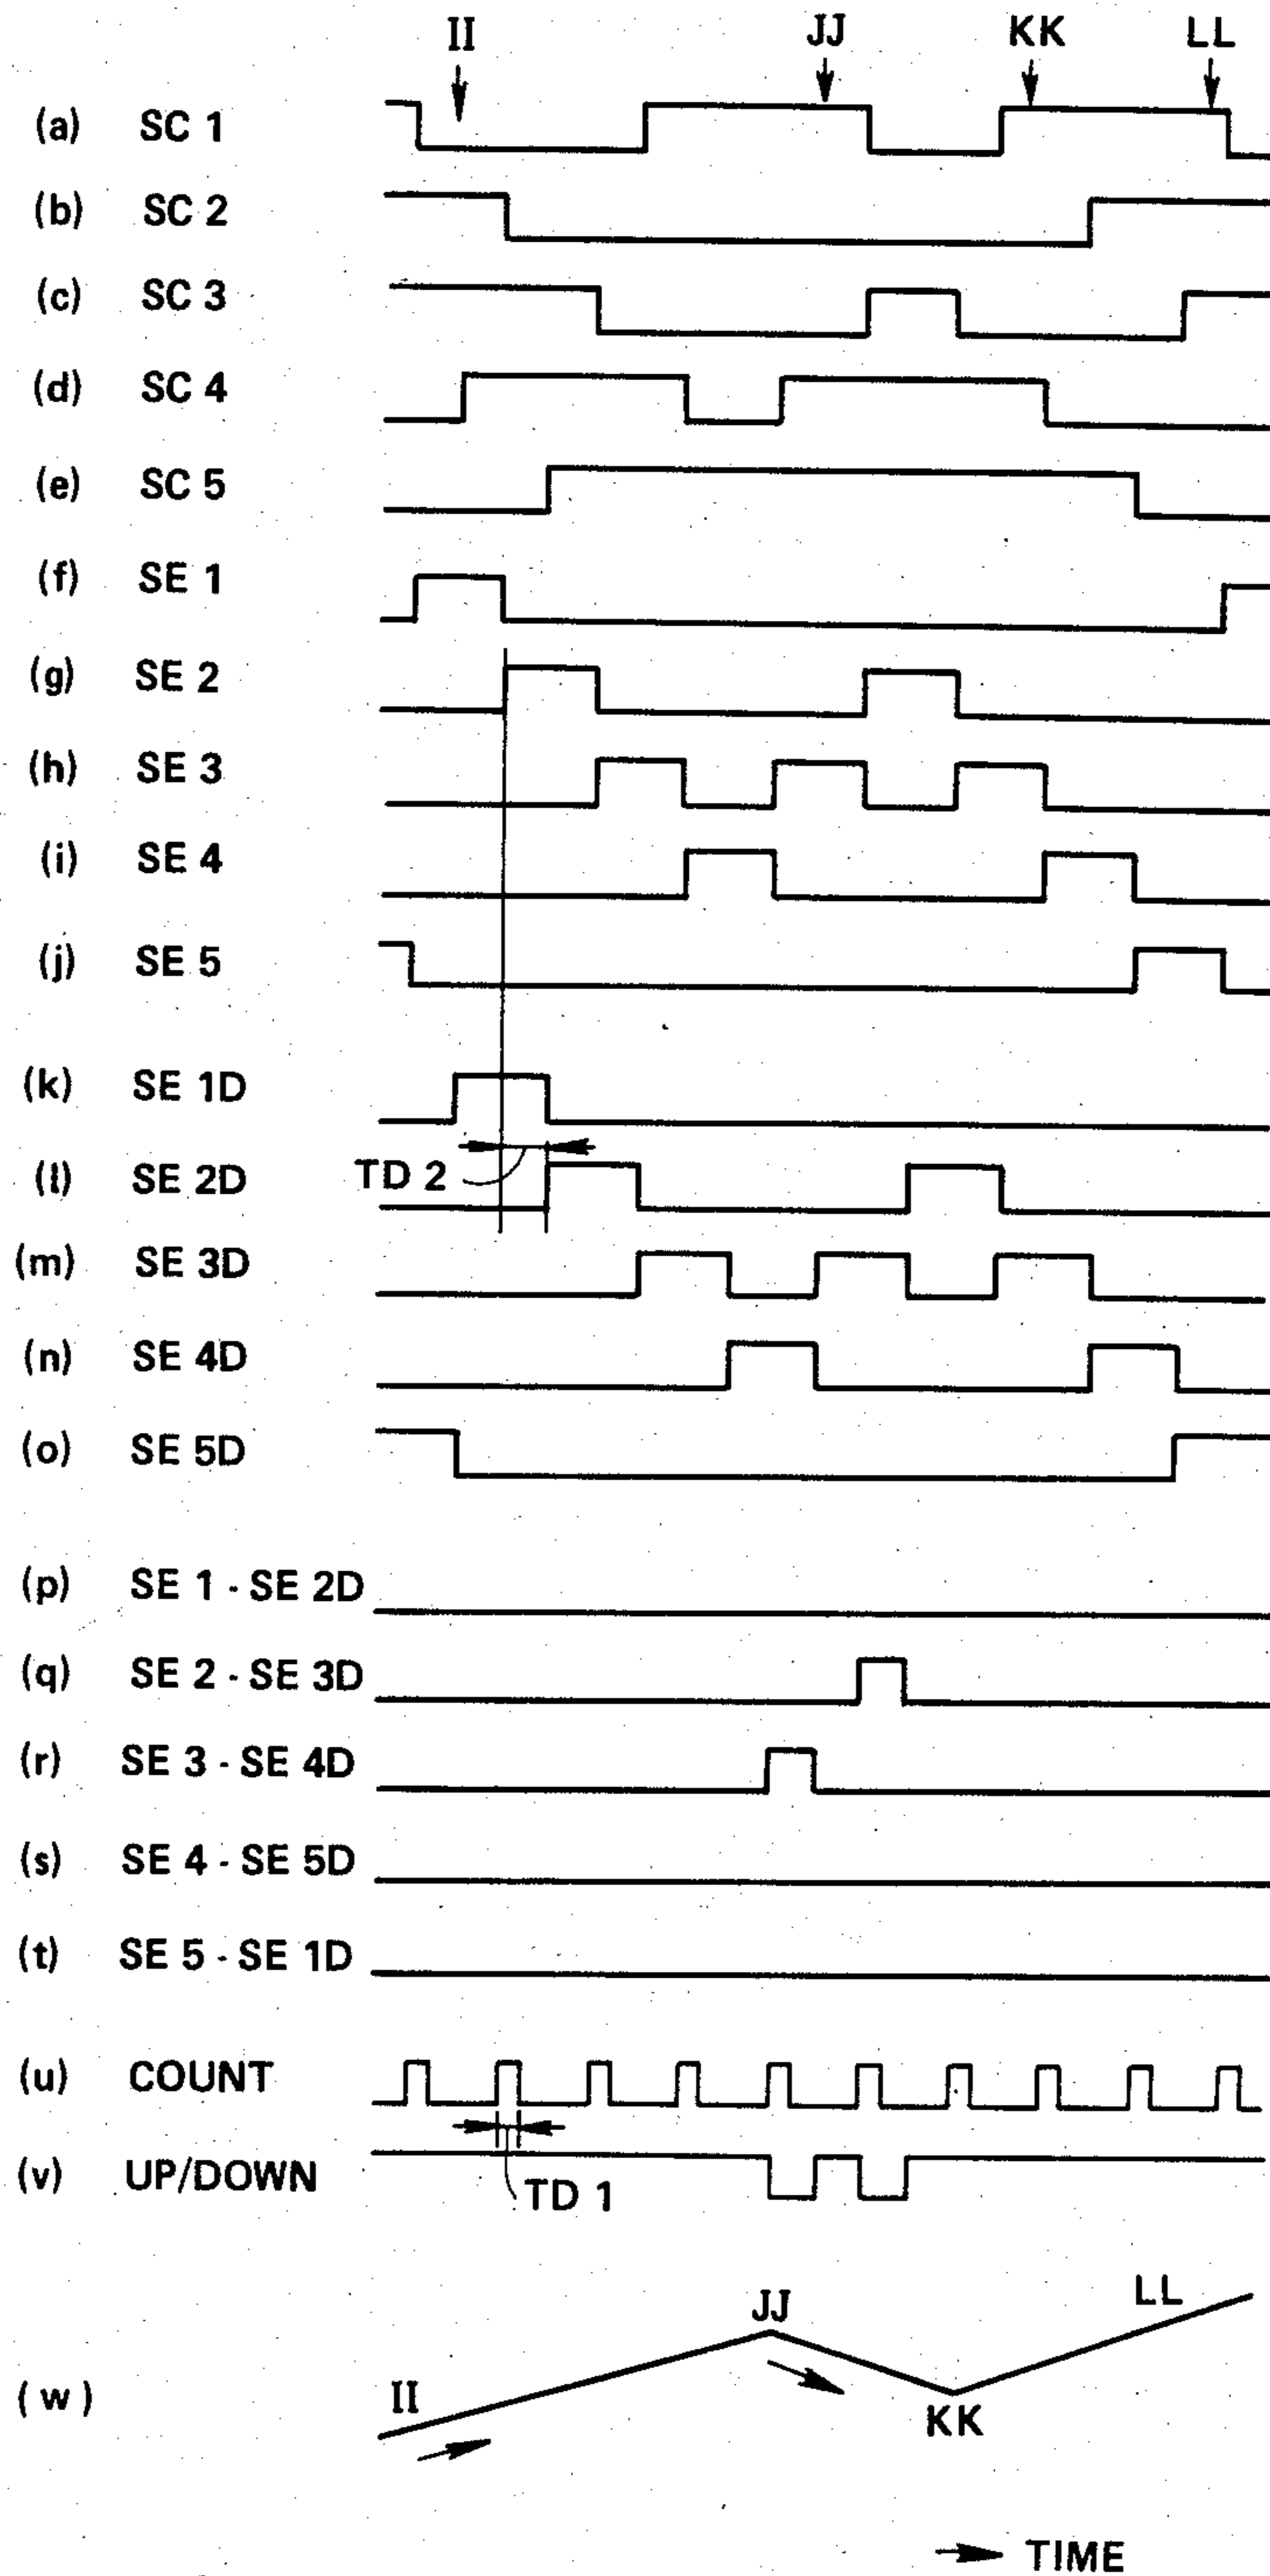 II JJ KK LL
(a) SC 1
(b) SC 2
(c) SC 3
(d) SC 4
(e) SC 5
(f) SE 1
(g) SE 2
(h) SE 3
(i) SE 4
(j) SE 5
(k) SE 1D
TD 2
(l) SE 2D
(m) SE 3D
(n) SE 4D
(o) SE 5D
(p) SE 1 - SE 2D
(q) SE 2 - SE 3D
(r) SE 3 - SE 4D
(s) SE 4 - SE 5D
(t) SE 5 - SE 1D
(u) COUNT
(v) UP/DOWN
TD 1
(w) II JJ KK LL
TIME